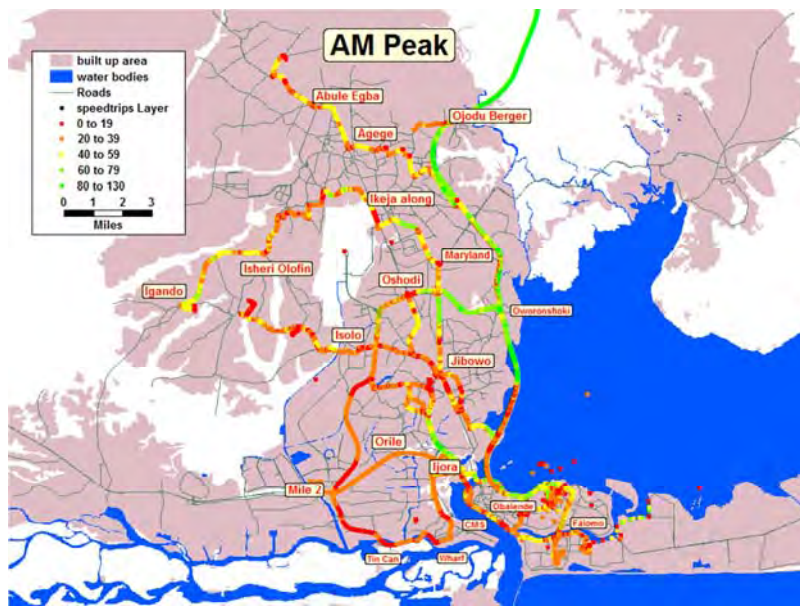 AM Peak
built up area
water bodies
Roads
speedtrips Layer
0 to 19
20 to 39
40 to 59
60 to 79
80 to 130
0 1 2 3
Miles
Abule Egba
Agege
Ojodu Berger
Ikeja along
Maryland
Isheri Olofin
Oshodi
Igando
Oworonshoki
Isolo
Jibowo
Orile
Ijora
Mile 2
Obalende
CMS
Falomo
Tin Can
Wharf